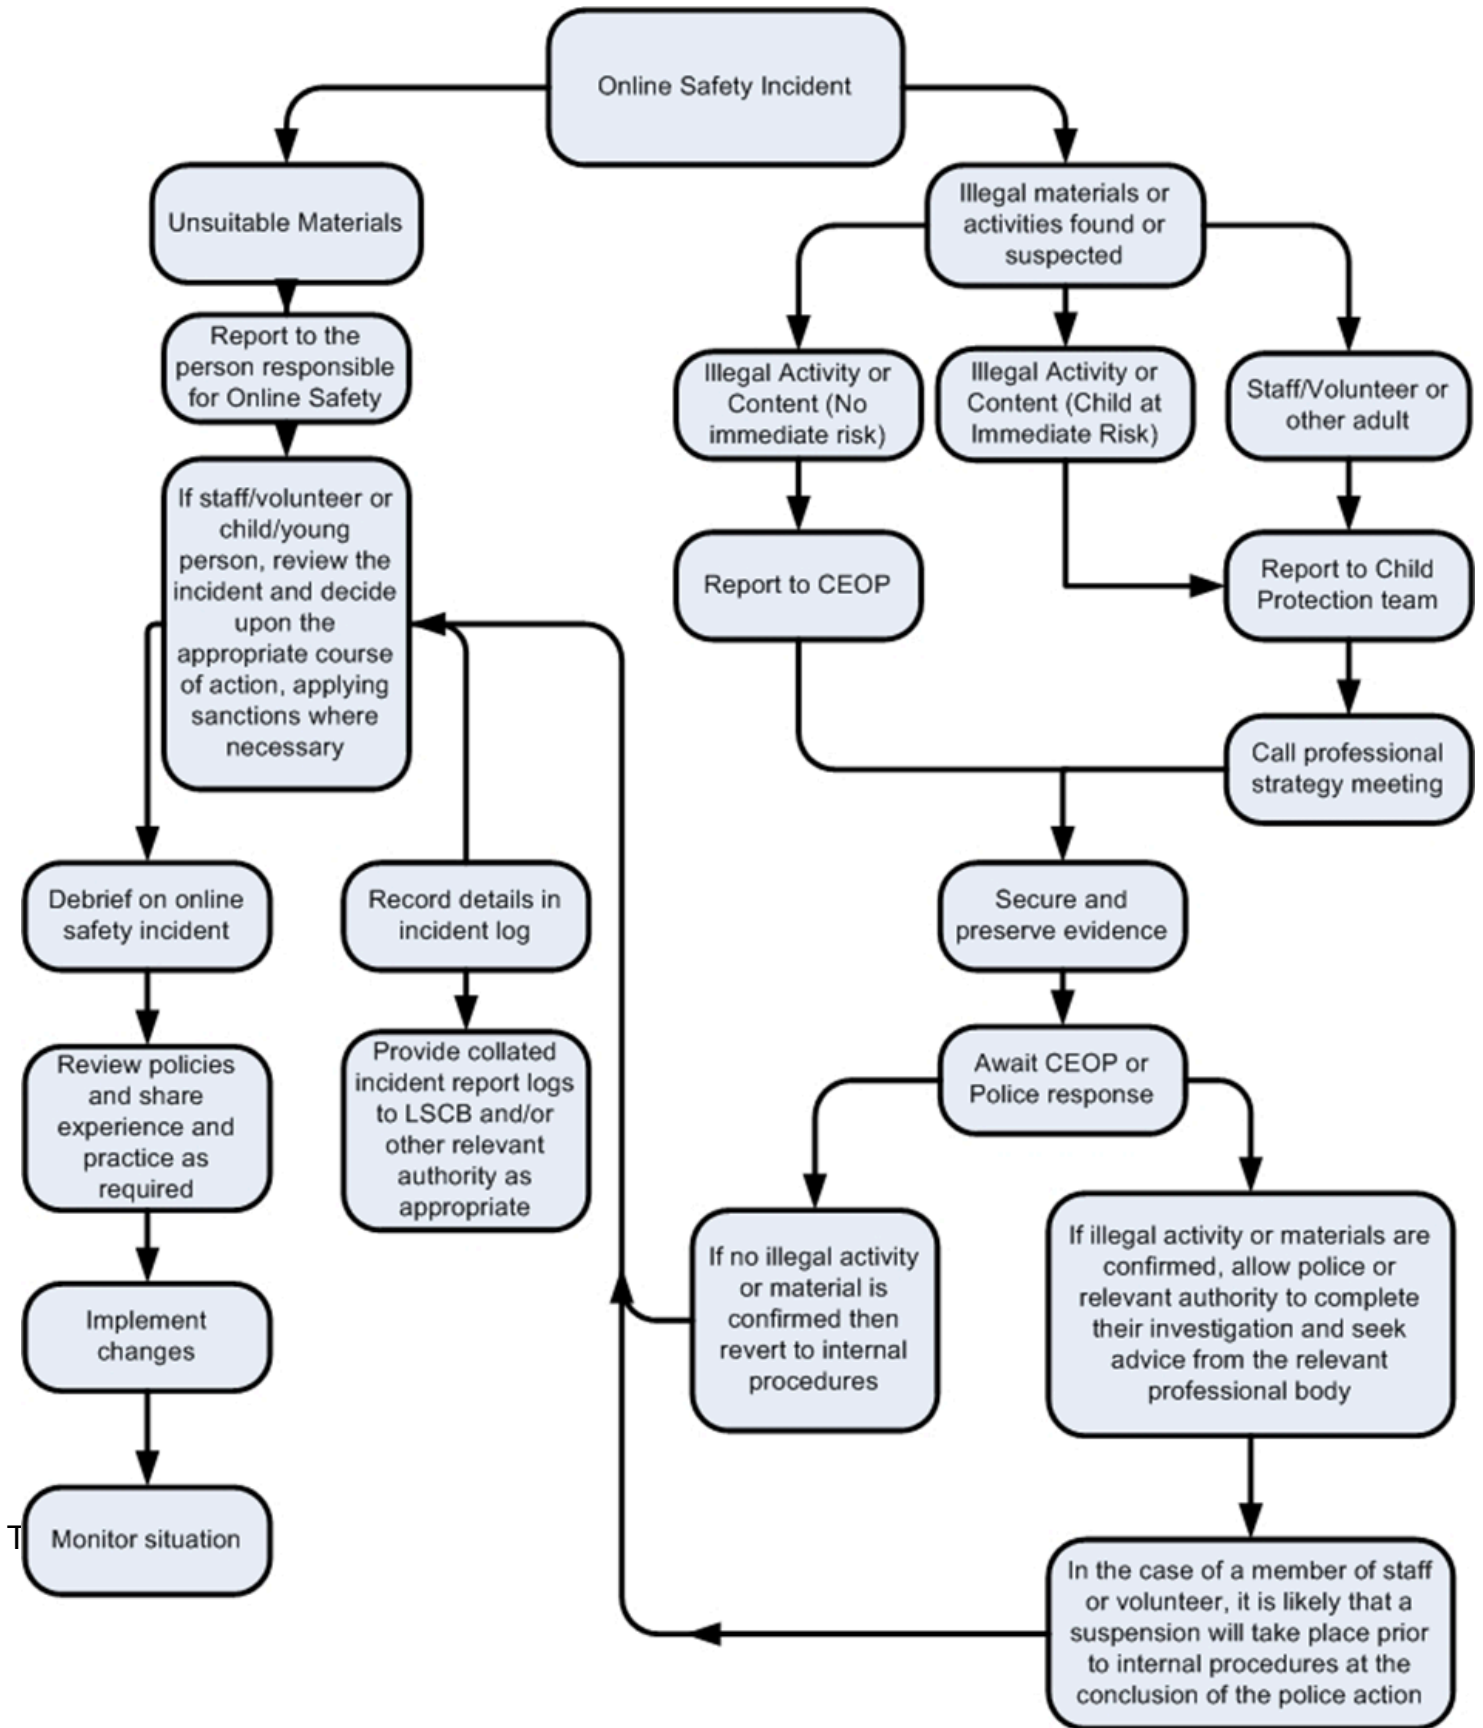 Online Safety Incident
Unsuitable Materials
Illegal materials or
activities found or
suspected
Report to the
person responsible
for Online Safety
Illegal Activity or
Content (No
immediate risk)
Illegal Activity or
Content (Child at
Immediate Risk)
Staff/Volunteer or
other adult
If staff/volunteer or
child/young
person, review the
incident and decide
upon the
appropriate course
of action, applying
sanctions where
necessary
Report to CEOP
Report to Child
Protection team
Call professional
strategy meeting
Debrief on online
safety incident
Record details in
incident log
Secure and
preserve evidence
Review policies
and share
experience and
practice as
required
Provide collated
incident report logs
to LSCB and/or
other relevant
authority as
appropriate
Await CEOP or
Police response
If no illegal activity
or material is
confirmed then
revert to internal
procedures
If illegal activity or materials are
confirmed, allow police or
relevant authority to complete
their investigation and seek
advice from the relevant
professional body
Implement
changes
T
Monitor situation
In the case of a member of staff
or volunteer, it is likely that a
suspension will take place prior
to internal procedures at the
conclusion of the police action